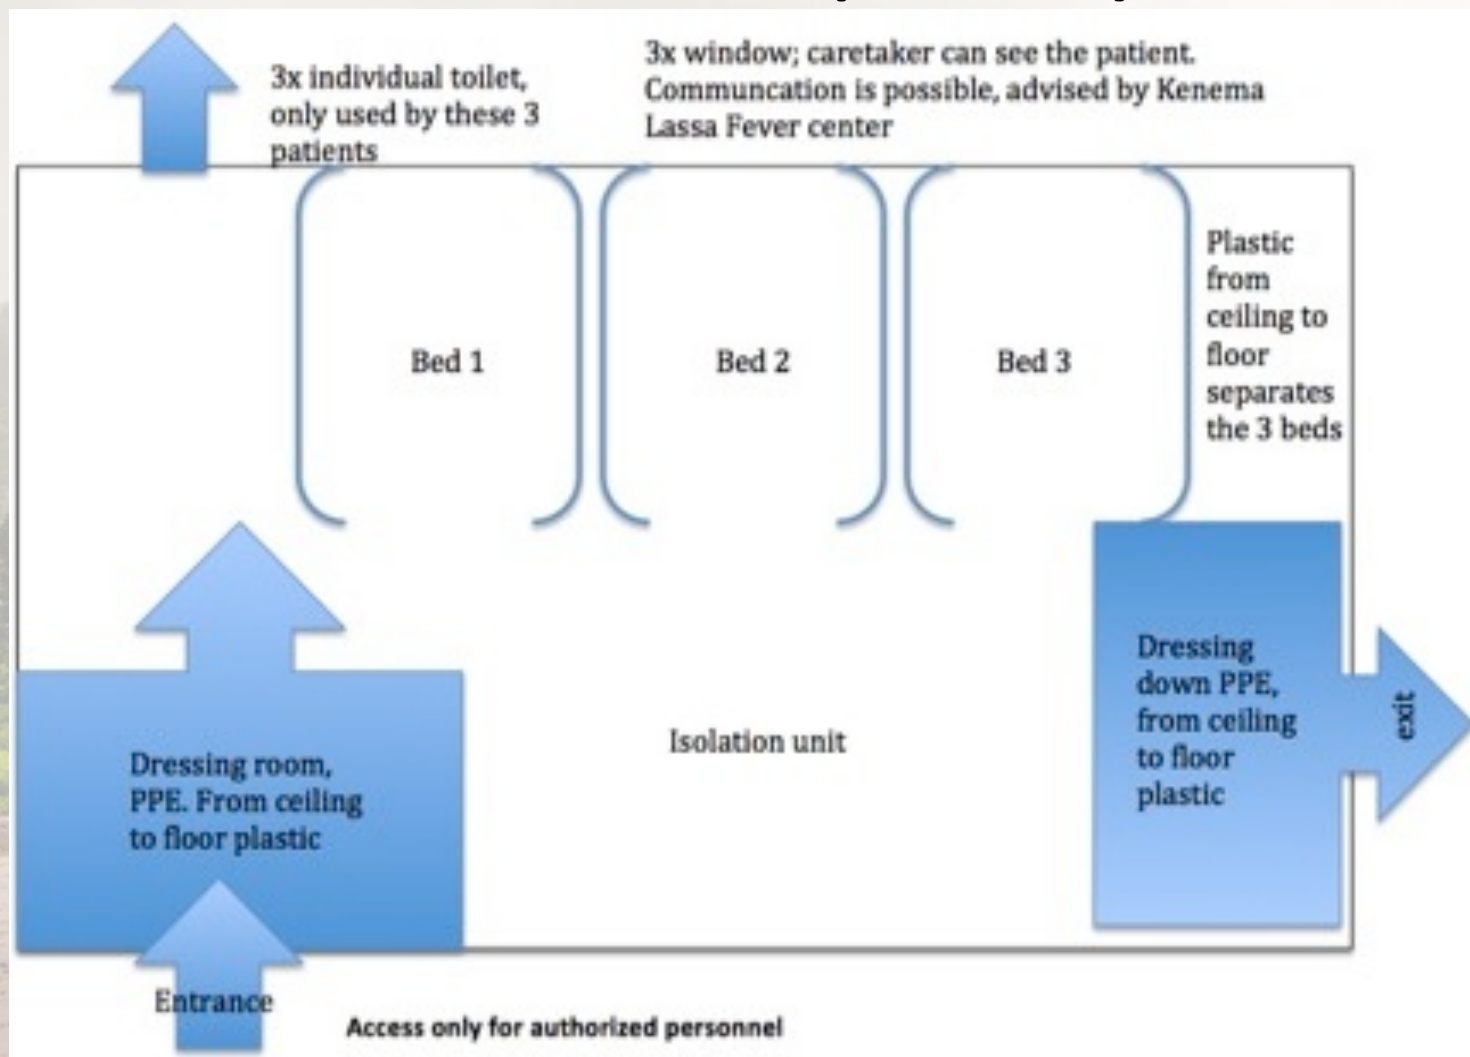 3x individual toilet,
only used by these 3
patients
3x window; caretaker can see the patient.
Communcation is possible, advised by Kenema
Lassa Fever center
Bed 1
Bed 2
Bed 3
Plastic
from
ceiling to
floor
separates
the 3 beds
Dressing room,
PPE. From ceiling
to floor plastic
Isolation unit
Dressing
down PPE,
from ceiling
to floor
plastic
exit
Entrance
Access only for authorized personnel